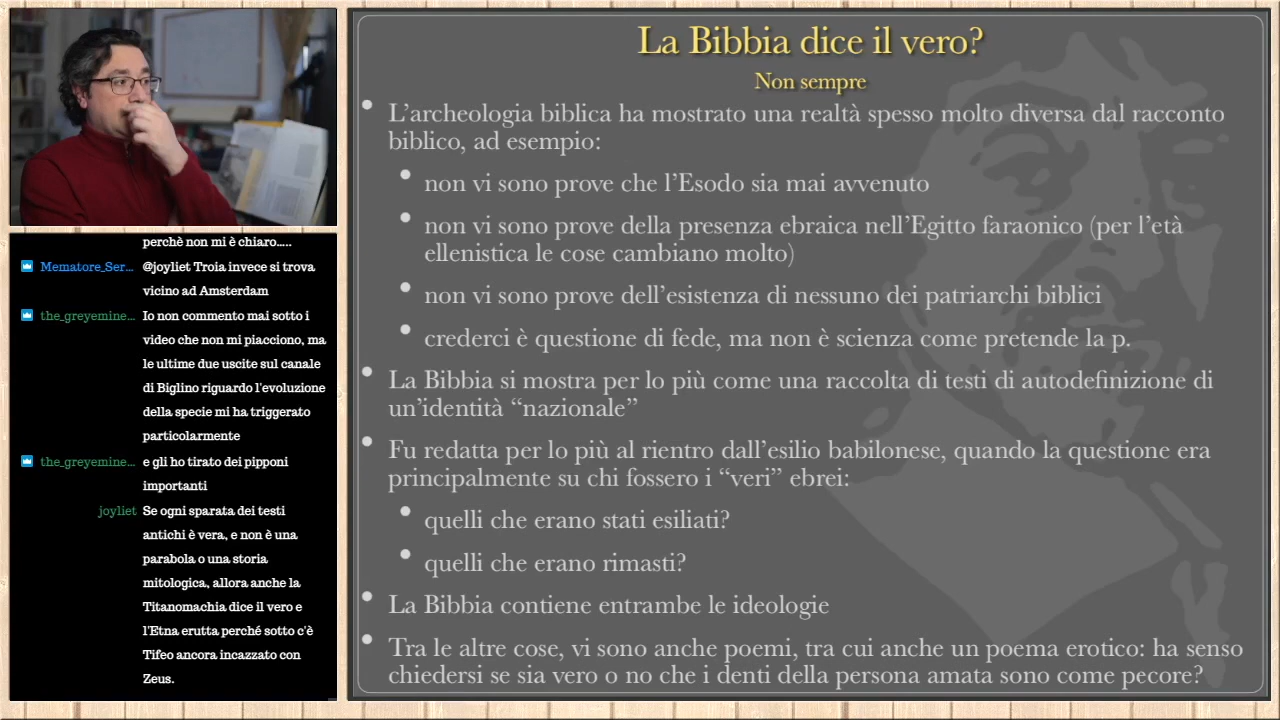 La Bibbia dice il vero?
Non sempre
• L’archeologia biblica ha mostrato una realtà spesso molto diversa dal racconto
biblico, ad esempio:
• non vi sono prove che l’Esodo sia mai avvenuto
• non vi sono prove della presenza ebraica nell’Egitto faraonico (per l’età
ellenistica le cose cambiano molto)
• non vi sono prove dell’esistenza di nessuno dei patriarchi biblici
• crederci è questione di fede, ma non è scienza come pretende la p.
• La Bibbia si mostra per lo più come una raccolta di testi di autodefinizione di
un’identità “nazionale”
• Fu redatta per lo più al rientro dall’esilio babilonese, quando la questione era
principalmente su chi fossero i “veri” ebrei:
• quelli che erano stati esiliati?
• quelli che erano rimasti?
• La Bibbia contiene entrambe le ideologie
• Tra le altre cose, vi sono anche poemi, tra cui anche un poema erotico: ha senso
chiedersi se sia vero o no che i denti della persona amata sono come pecore?
perchè non mi è chiaro.....
Mematore_Ser... @joyliet Troia invece si trova
vicino ad Amsterdam
the_greyemine... Io non commento mai sotto i
video che non mi piacciono, ma
le ultime due uscite sul canale
di Biglino riguardo l'evoluzione
della specie mi ha triggerato
particolarmente
the_greyemine... e gli ho tirato dei pipponi
importanti
joyliet Se ogni sparata dei testi
antichi è vera, e non è una
parabola o una storia
mitologica, allora anche la
Titanomachia dice il vero e
l'Etna erutta perché sotto c'è
Tifeo ancora incazzato con
Zeus.